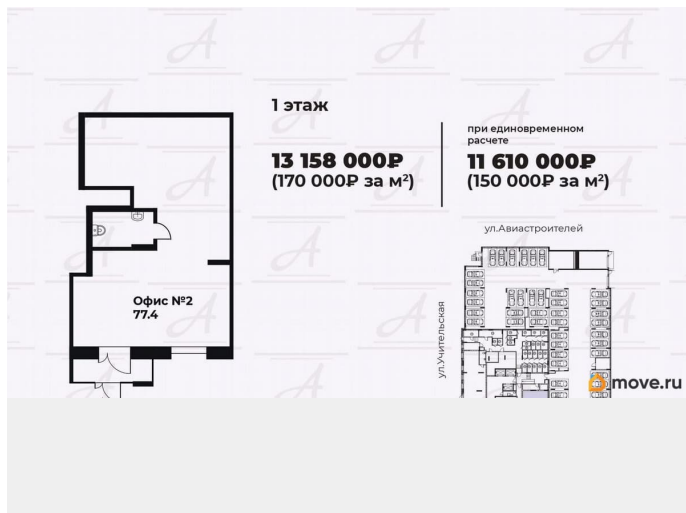 1 этаж
13 158 000₽
(170 000₽ за м²)
при единовременном
расчете
11 610 000₽
(150 000₽ за м²)
ул.Авиастроителей
ул.Учительская
Офис №2
77.4
move.ru